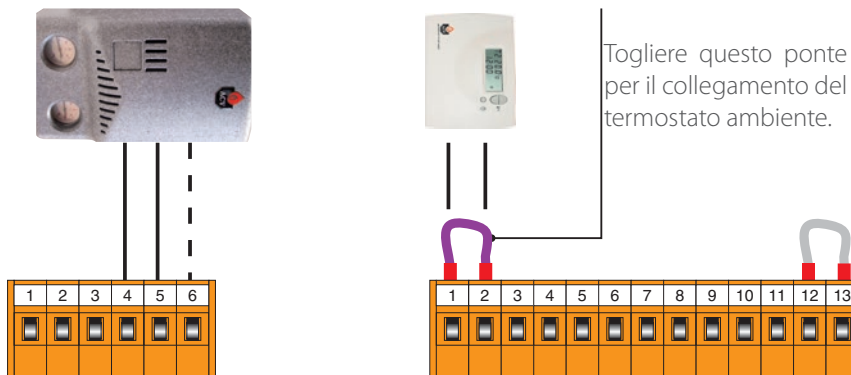 Togliere questo ponte
per il collegamento del
termostato ambiente.
1 2 3 4 5 6
1 2 3 4 5 6 7 8 9 10 11 12 13